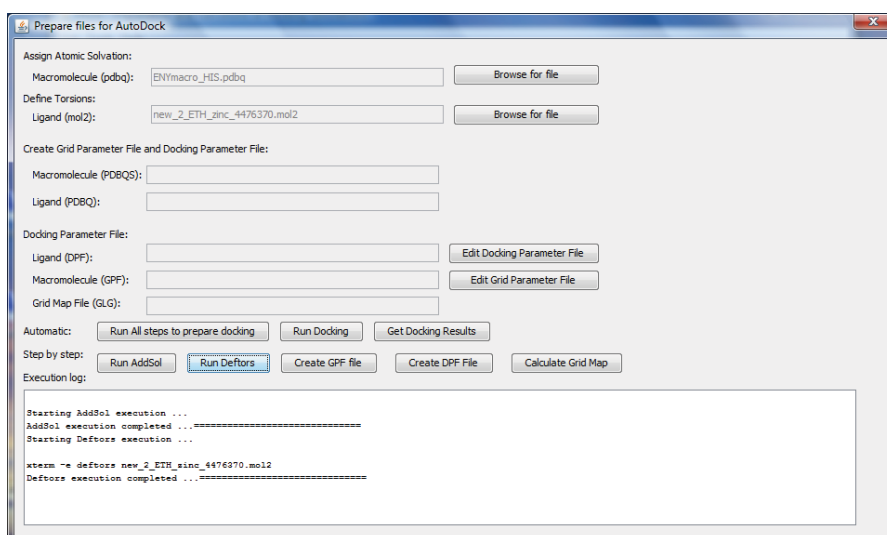 Prepare files for AutoDock
X
Assign Atomic Solvation:
Macromolecule (pdbq): ENYmacro_HIS.pdbq Browse for file
Define Torsions:
Ligand (mol2): new_2_ETH_zinc_4476370.mol2 Browse for file
Create Grid Parameter File and Docking Parameter File:
Macromolecule (PDBQS):
Ligand (PDBQ):
Docking Parameter File:
Ligand (DPF): Edit Docking Parameter File
Macromolecule (GPF): Edit Grid Parameter File
Grid Map File (GLG):
Automatic: Run All steps to prepare docking Run Docking Get Docking Results
Step by step: Run AddSol Run Deftors Create GPF file Create DPF File Calculate Grid Map
Execution log:
Starting AddSol execution ...
AddSol execution completed ...==============================
Starting Deftors execution ...
xterm -e deftors new_2_ETH_zinc_4476370.mol2
Deftors execution completed ...==============================